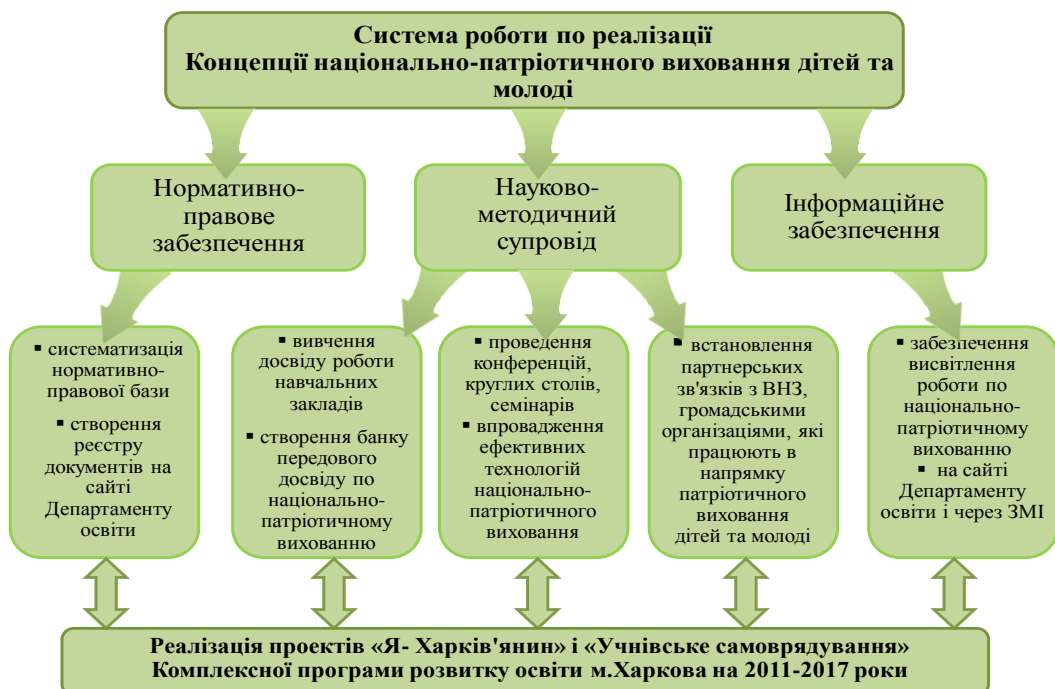 Система роботи по реалізації
Концепції національно-патріотичного виховання дітей та
молоді
Нормативно-
правове
забезпечення
Науково-
методичний
супровід
Інформаційне
забезпечення
▪ систематизація
нормативно-
правової бази
▪ створення
реєстру
документів на
сайті
Департаменту
освіти
▪ вивчення
досвіду роботи
навчальних
закладів
▪ створення банку
передового
досвіду по
національно-
патріотичному
вихованню
▪ проведення
конференцій,
круглих столів,
семінарів
▪ впровадження
ефективних
технологій
національно-
патріотичного
виховання
▪ встановлення
партнерських
зв'язків з ВНЗ,
громадськими
організаціями, які
працюють в
напрямку
патріотичного
виховання
дітей та молоді
▪ забезпечення
висвітлення
роботи по
національно-
патріотичному
вихованню
▪ на сайті
Департаменту
освіти і через ЗМІ
Реалізація проектів «Я- Харків'янин» і «Учнівське самоврядування»
Комплексної програми розвитку освіти м.Харкова на 2011-2017 роки